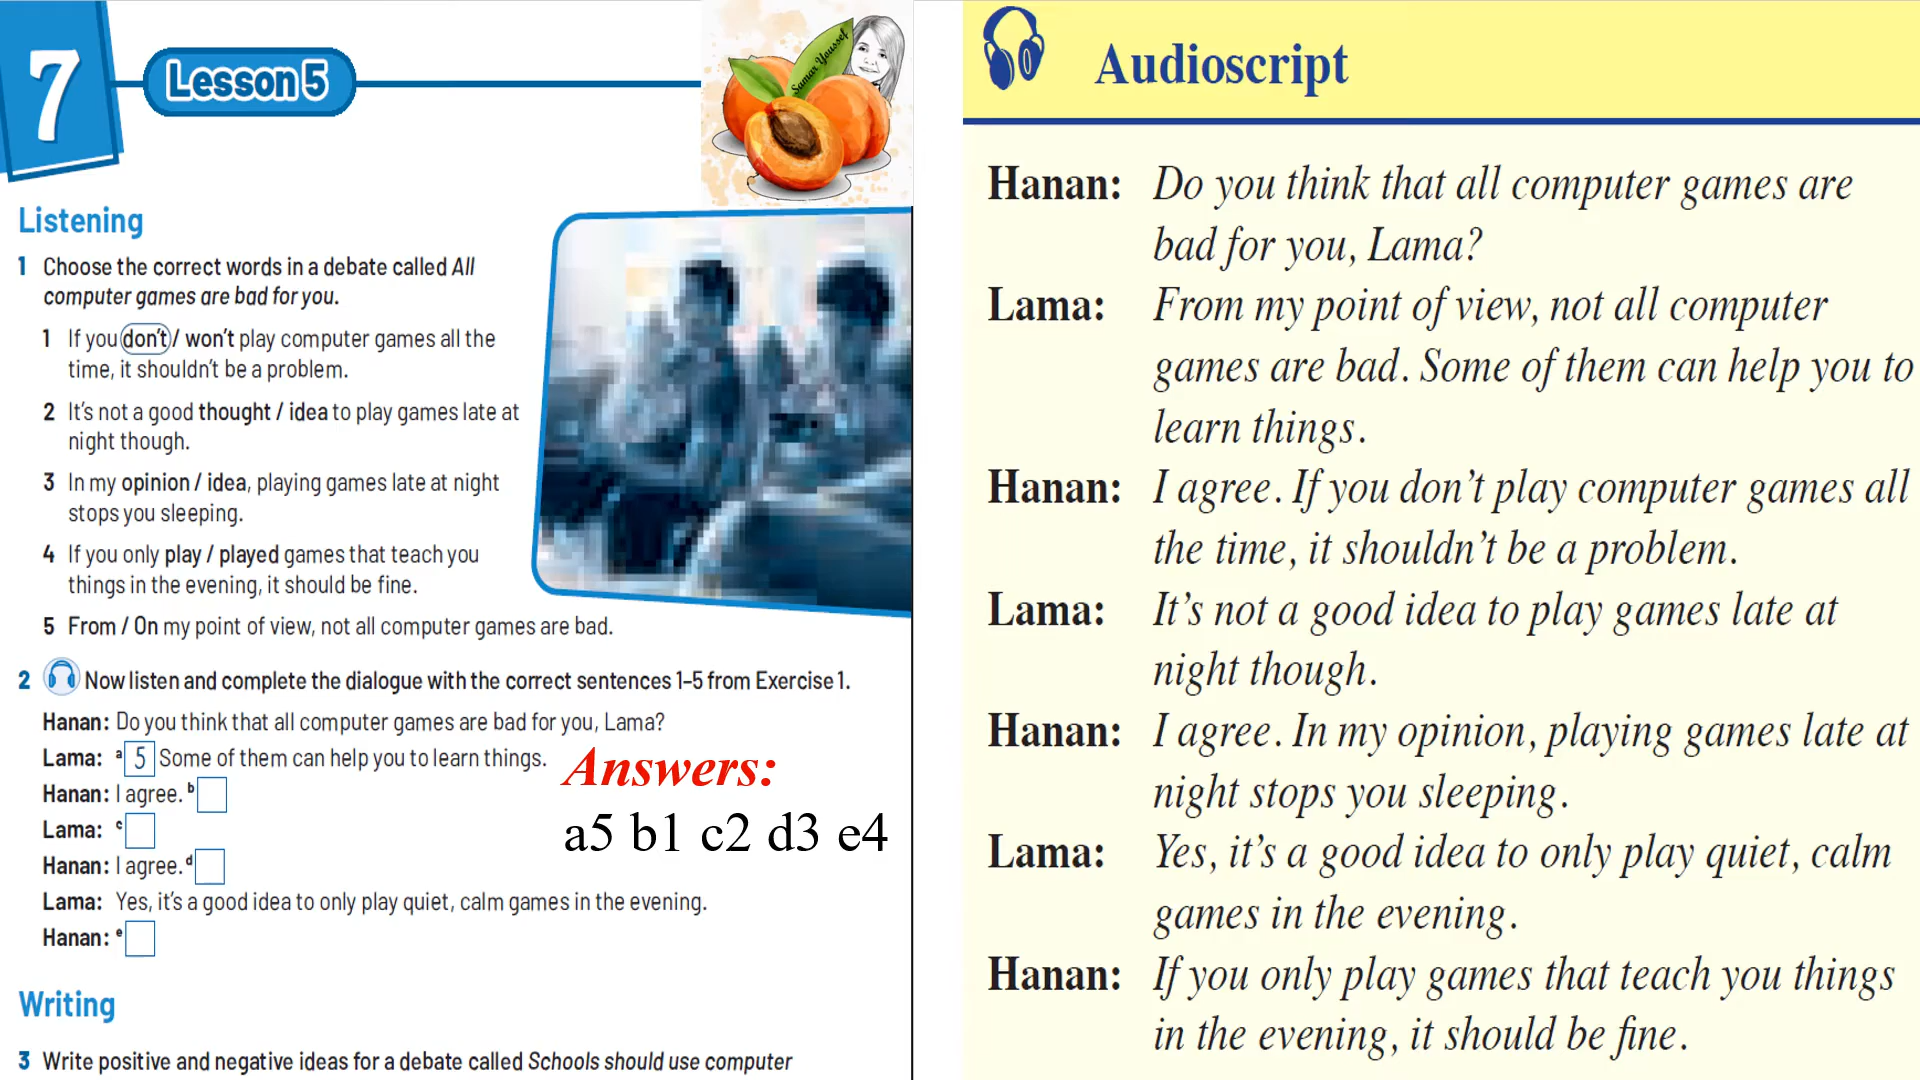 7
Lesson 5
Samar Youssef
Listening
1 Choose the correct words in a debate called All
computer games are bad for you.
1 If you don't / won't play computer games all the
time, it shouldn't be a problem.
2 It's not a good thought / idea to play games late at
night though.
3 In my opinion / idea, playing games late at night
stops you sleeping.
4 If you only play / played games that teach you
things in the evening, it should be fine.
5 From / On my point of view, not all computer games are bad.
2 Now listen and complete the dialogue with the correct sentences 1–5 from Exercise 1.
Hanan: Do you think that all computer games are bad for you, Lama?
Lama: a 5 Some of them can help you to learn things.
Hanan: I agree. b
Lama: c
Hanan: I agree. d
Lama: Yes, it's a good idea to only play quiet, calm games in the evening.
Hanan: e
Answers:
a5 b1 c2 d3 e4
Writing
3 Write positive and negative ideas for a debate called Schools should use computer
Audioscript
Hanan: Do you think that all computer games are
bad for you, Lama?
Lama: From my point of view, not all computer
games are bad. Some of them can help you to
learn things.
Hanan: I agree. If you don't play computer games all
the time, it shouldn't be a problem.
Lama: It's not a good idea to play games late at
night though.
Hanan: I agree. In my opinion, playing games late at
night stops you sleeping.
Lama: Yes, it's a good idea to only play quiet, calm
games in the evening.
Hanan: If you only play games that teach you things
in the evening, it should be fine.